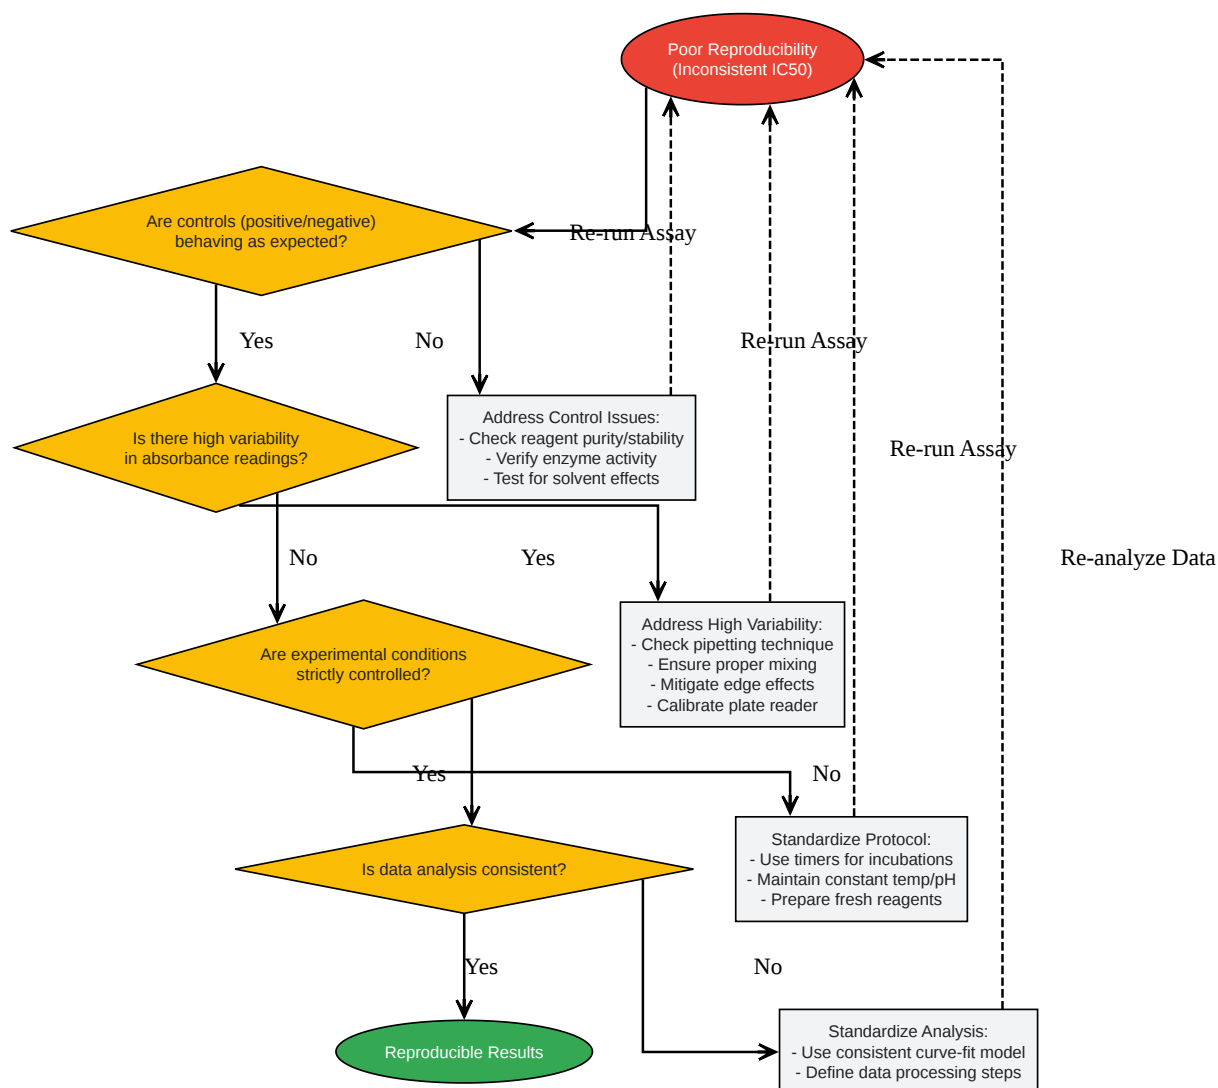 Poor Reproducibility
(Inconsistent IC50)
Are controls (positive/negative)
behaving as expected?
Re-run Assay
Yes
No
Re-run Assay
Is there high variability
in absorbance readings?
Address Control Issues:
- Check reagent purity/stability
- Verify enzyme activity
- Test for solvent effects
Re-run Assay
No
Yes
Re-analyze Data
Are experimental conditions
strictly controlled?
Address High Variability:
- Check pipetting technique
- Ensure proper mixing
- Mitigate edge effects
- Calibrate plate reader
Yes
No
Is data analysis consistent?
Standardize Protocol:
- Use timers for incubations
- Maintain constant temp/pH
- Prepare fresh reagents
Yes
No
Reproducible Results
Standardize Analysis:
- Use consistent curve-fit model
- Define data processing steps